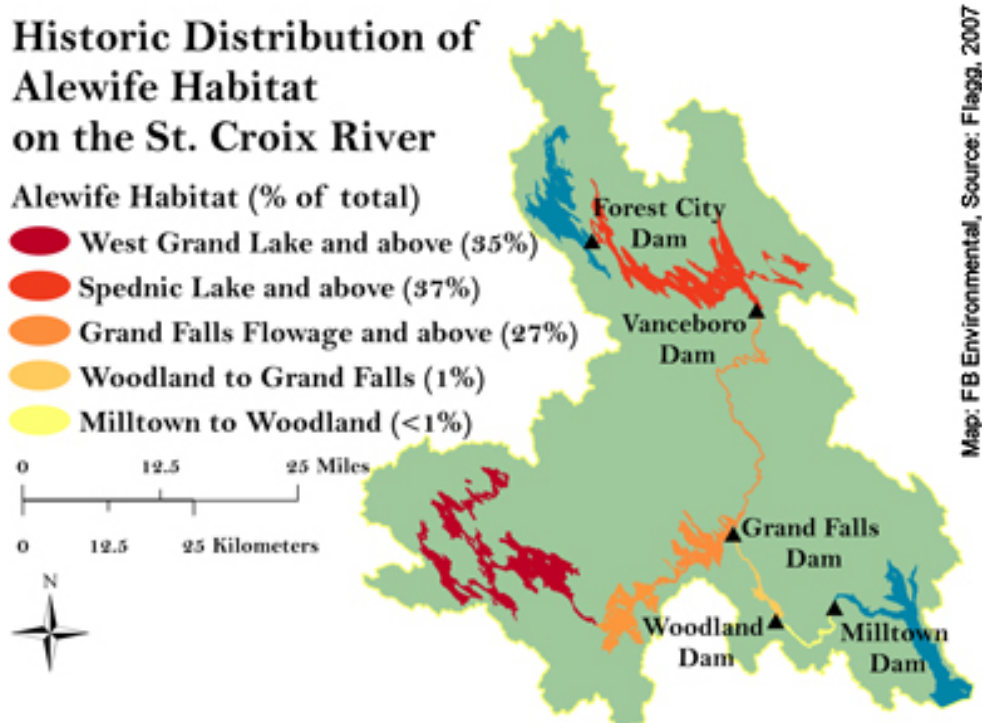 Historic Distribution of
Alewife Habitat
on the St. Croix River
Alewife Habitat (% of total)
West Grand Lake and above (35%)
Spednic Lake and above (37%)
Grand Falls Flowage and above (27%)
Woodland to Grand Falls (1%)
Milltown to Woodland (<1%)
0 12.5 25 Miles
0 12.5 25 Kilometers
N
Forest City
Dam
Vanceboro
Dam
Grand Falls
Dam
Woodland
Dam
Milltown
Dam
Map: FB Environmental, Source: Flagg, 2007